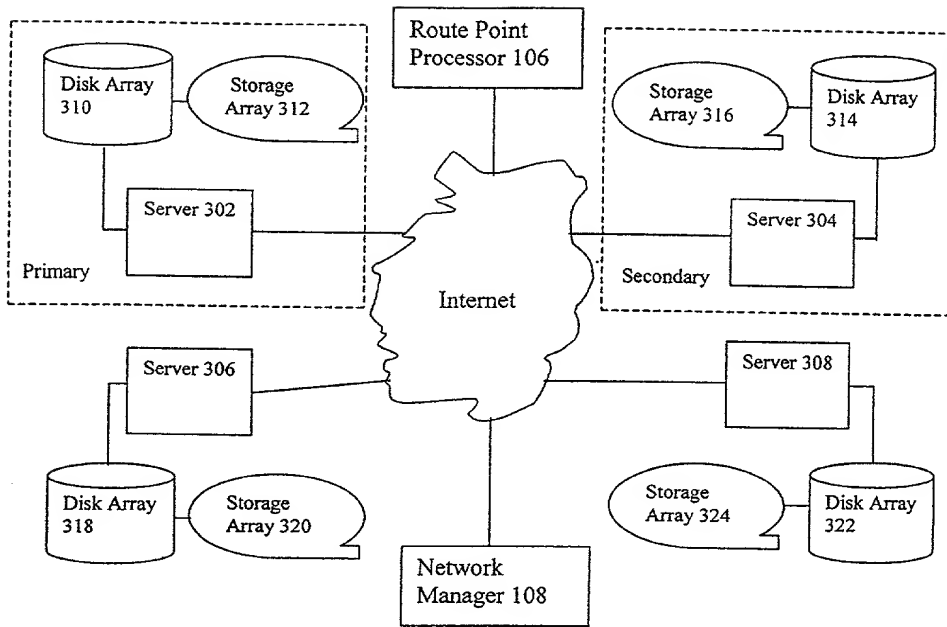 Route Point
Processor 106
Disk Array
310
Storage
Array 312
Server 302
Primary
Storage
Array 316
Disk Array
314
Server 304
Secondary
Internet
Server 306
Disk Array
318
Storage
Array 320
Server 308
Storage
Array 324
Disk Array
322
Network
Manager 108